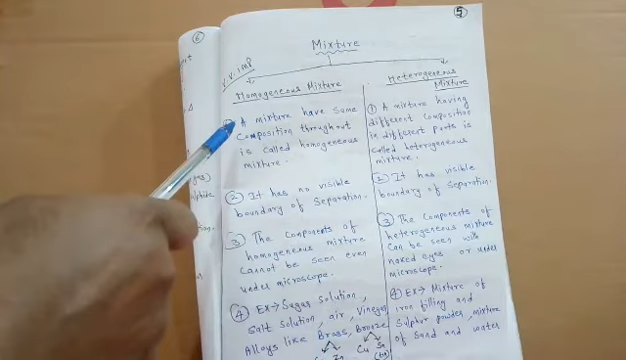 5
6
Mixture
V.V.imp
Homogeneous Mixture
① A mixture have same
composition throughout
is called homogeneous
mixture.
② It has no visible
boundary of separation.
③ The components of
homogeneous mixture
cannot be seen even
under microscope.
④ Ex→ Sugar solution,
Salt solution, air, vinegar
Alloys like Brass, Bronze
Cu Sn
Heterogeneous
Mixture
① A mixture having
different composition
in different parts is
called heterogeneous
mixture.
② It has visible
boundary of separation.
③ The components of
heterogeneous mixture
can be seen with
naked eyes or under
microscope.
④ Ex→ Mixture of
iron filling and
Sulphur powder, mixture
of sand and water